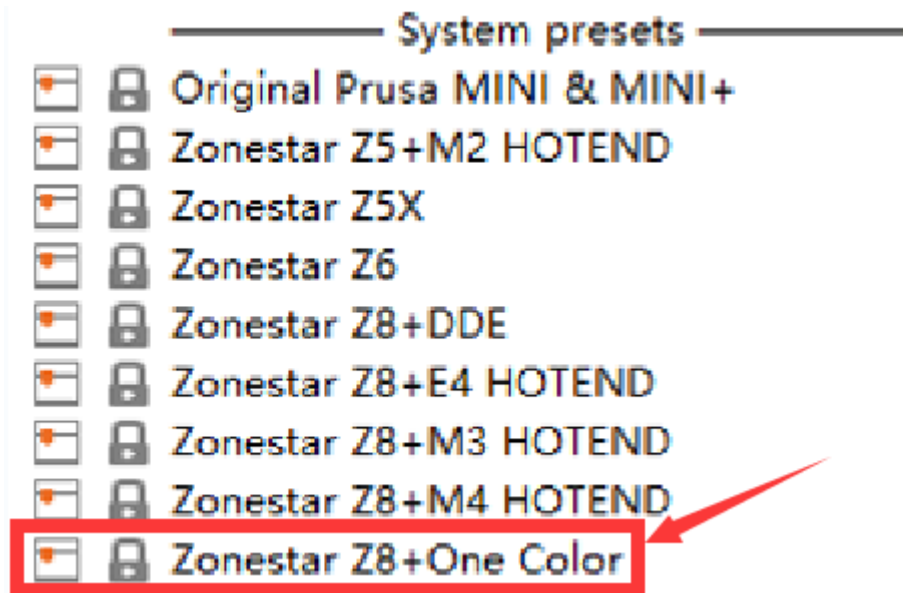 System presets
Original Prusa MINI & MINI+
Zonestar Z5+M2 HOTEND
Zonestar Z5X
Zonestar Z6
Zonestar Z8+DDE
Zonestar Z8+E4 HOTEND
Zonestar Z8+M3 HOTEND
Zonestar Z8+M4 HOTEND
Zonestar Z8+One Color